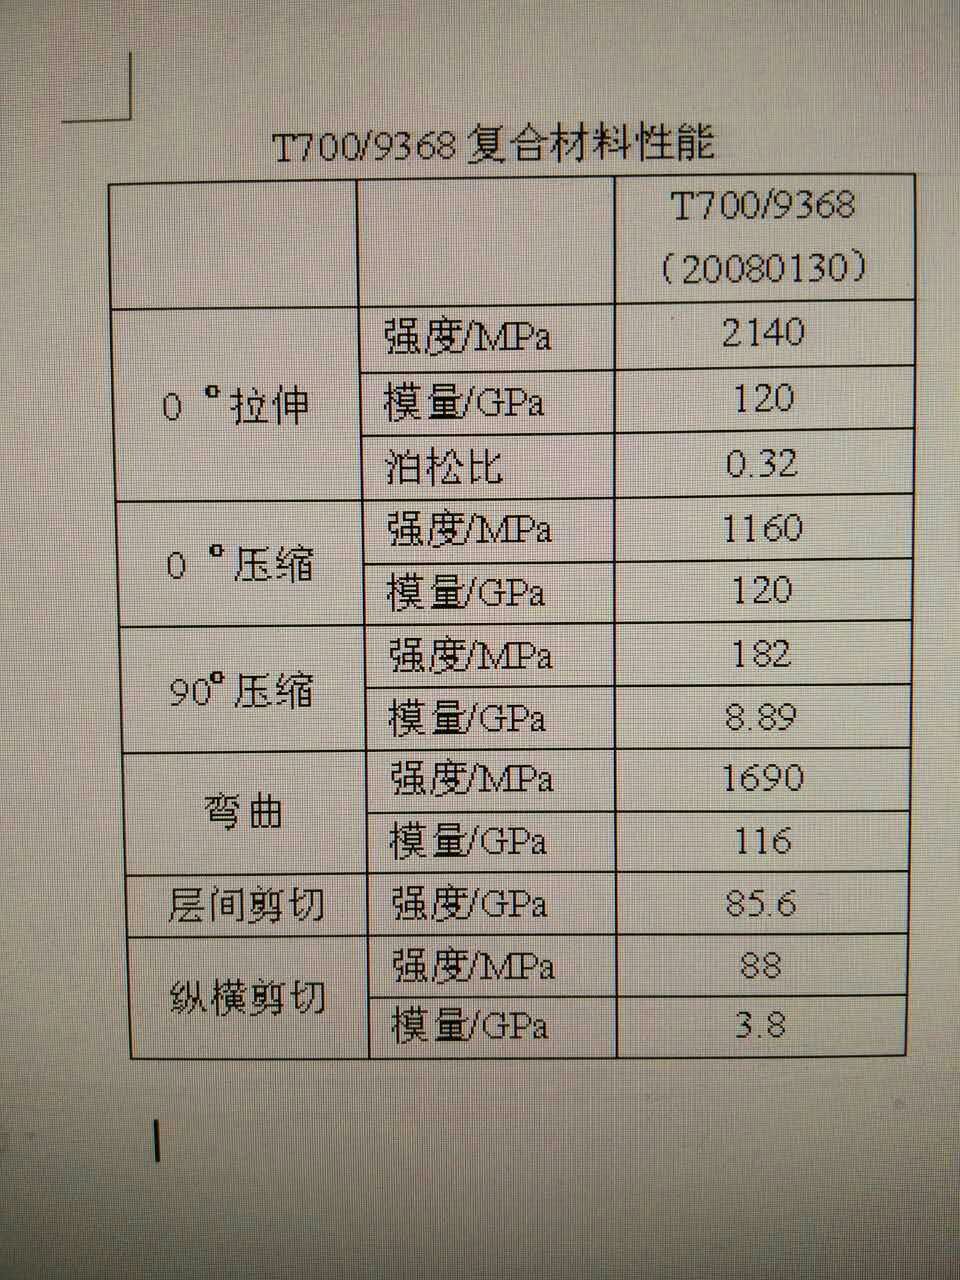 T700/9368 复合材料性能
T700/9368
（20080130）
0 °拉伸 强度/MPa 2140
模量/GPa 120
泊松比 0.32
0 °压缩 强度/MPa 1160
模量/GPa 120
90°压缩 强度/MPa 182
模量/GPa 8.89
弯曲 强度/MPa 1690
模量/GPa 116
层间剪切 强度/GPa 85.6
纵横剪切 强度/MPa 88
模量/GPa 3.8